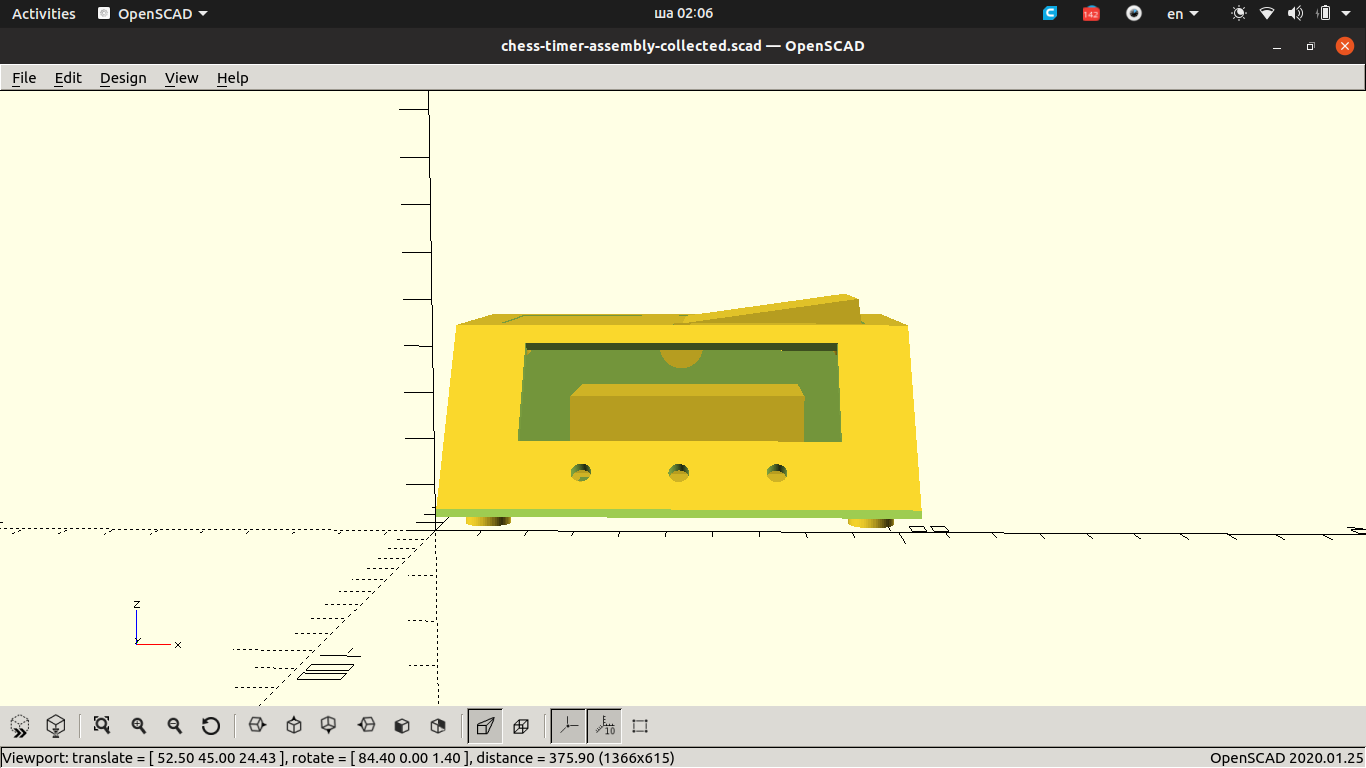 Activities OpenSCAD ша 02:06 142 en
chess-timer-assembly-collected.scad — OpenSCAD
File Edit Design View Help
z
x
10
Viewport: translate = [ 52.50 45.00 24.43 ], rotate = [ 84.40 0.00 1.40 ], distance = 375.90 (1366x615) OpenSCAD 2020.01.25